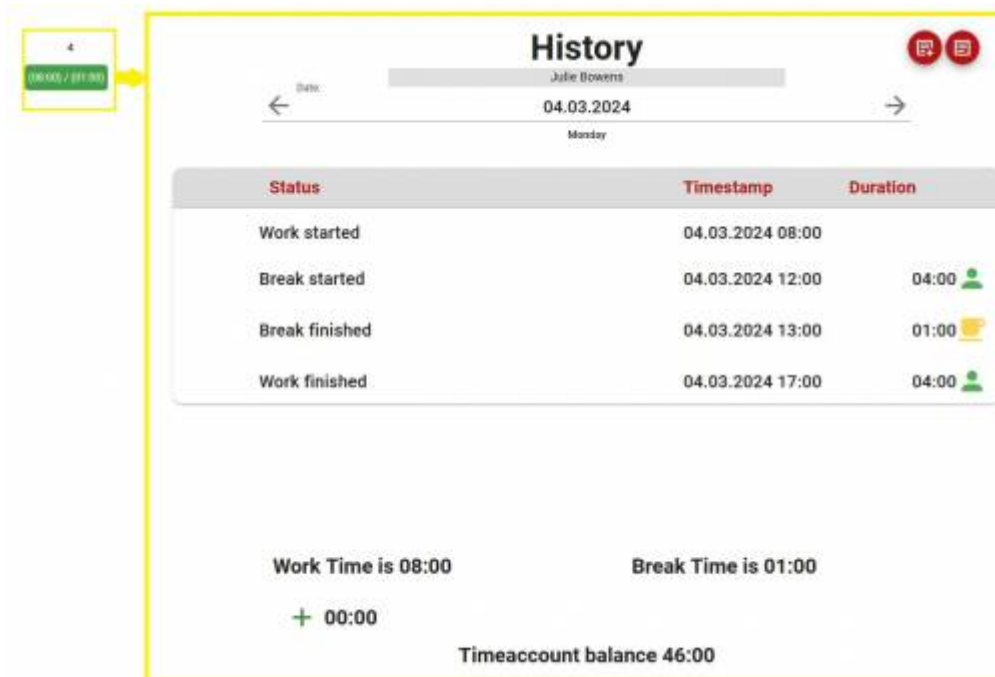 4
(08:00) / (01:00)
History
Julie Bowens
Date:
04.03.2024
Monday
Status Timestamp Duration
Work started 04.03.2024 08:00
Break started 04.03.2024 12:00 04:00
Break finished 04.03.2024 13:00 01:00
Work finished 04.03.2024 17:00 04:00
Work Time is 08:00 Break Time is 01:00
+ 00:00
Timeaccount balance 46:00